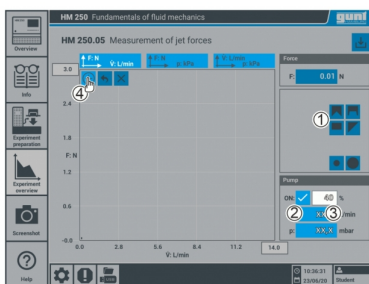 HM 250 Fundamentals of fluid mechanics
gunt
Overview
HM 250.05 Measurement of jet forces
F: N
V̇: L/min
F: N
p: kPa
V̇: L/min
p: kPa
Force
F: 0.01 N
3.0
2.4
1.8
F: N
1.2
0.6
-0.0
0.0 2.8 5.6 8.4 11.2 14.0
V̇: L/min
1
4
Info
Experiment preparation
Experiment overview
Screenshot
Help
Pump
ON: 40 %
2 3
XX.X L/min
p: XX.X mbar
10:36:31
23/06/20 Student